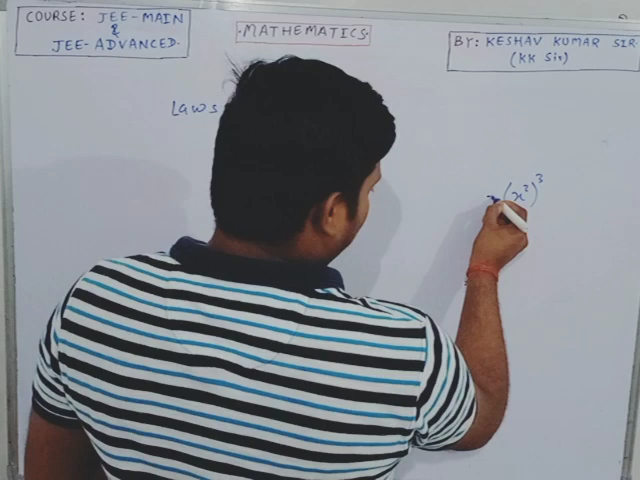 COURSE: JEE-MAIN
&
JEE-ADVANCED.
·MATHEMATICS·
BY: KESHAV KUMAR SIR.
(KK Sir)
Laws
(x²)³